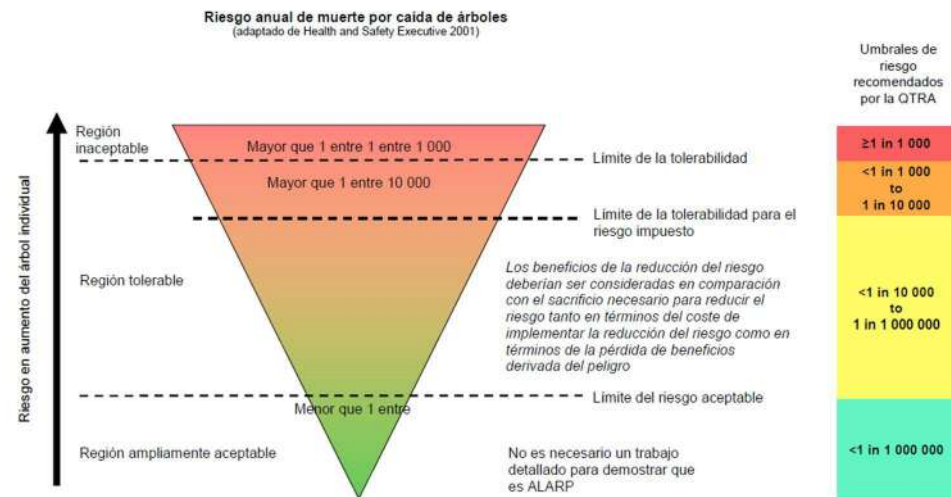 Riesgo anual de muerte por caída de árboles
(adaptado de Health and Safety Executive 2001)
Umbrales de
riesgo
recomendados
por la QTRA
Riesgo en aumento del árbol individual
Región
inaceptable
Mayor que 1 entre 1 entre 1 000
Límite de la tolerabilidad
≥1 in 1 000
Mayor que 1 entre 10 000
<1 in 1 000
to
1 in 10 000
Límite de la tolerabilidad para el
riesgo impuesto
Región tolerable
Los beneficios de la reducción del riesgo
deberían ser consideradas en comparación
con el sacrificio necesario para reducir el
riesgo tanto en términos del coste de
implementar la reducción del riesgo como en
términos de la pérdida de beneficios
derivada del peligro
<1 in 10 000
to
1 in 1 000 000
Límite del riesgo aceptable
Menor que 1 entre
Región ampliamente aceptable
No es necesario un trabajo
detallado para demostrar que
es ALARP
<1 in 1 000 000